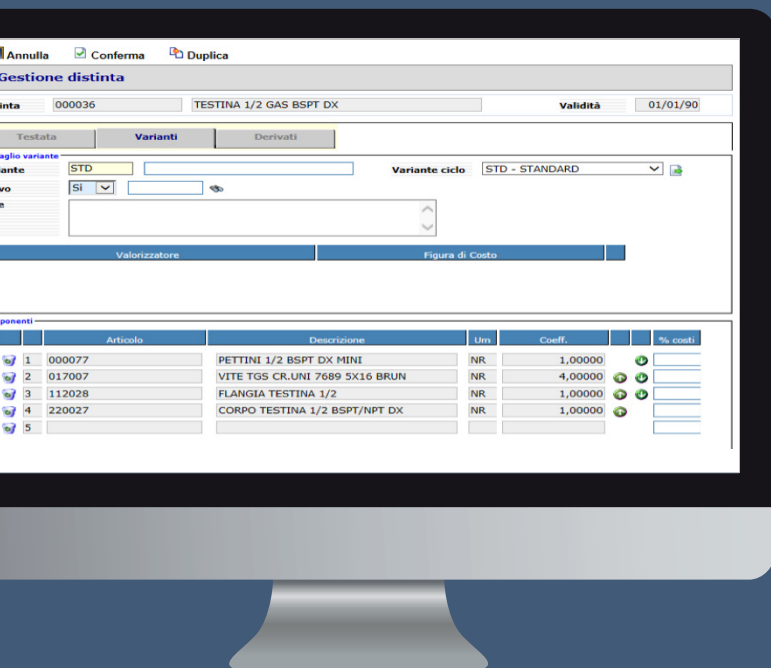 Annulla Conferma Duplica
Gestione distinta
inta 000036 TESTINA 1/2 GAS BSPT DX Validità 01/01/90
Testata Varianti Derivati
aglio variante
iante STD Variante ciclo STD - STANDARD
vo Si
e
Valorizzatore Figura di Costo
ponenti
Articolo Descrizione Um Coeff. % costi
1 000077 PETTINI 1/2 BSPT DX MINI NR 1,00000
2 017007 VITE TGS CR.UNI 7689 5X16 BRUN NR 4,00000
3 112028 FLANGIA TESTINA 1/2 NR 1,00000
4 220027 CORPO TESTINA 1/2 BSPT/NPT DX NR 1,00000
5